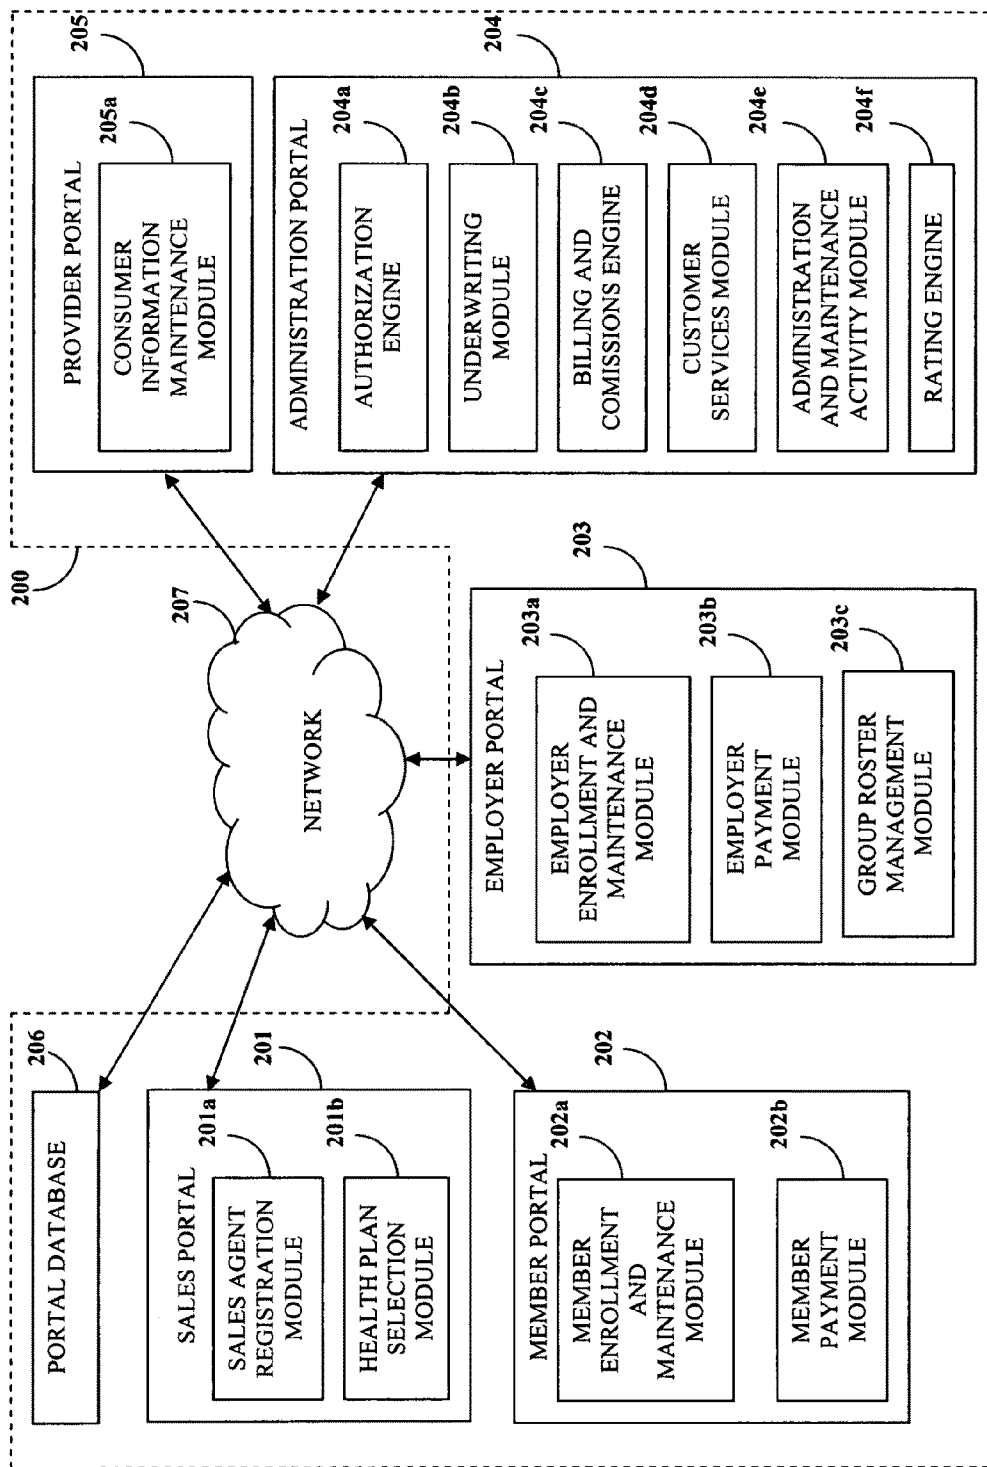 200
PORTAL DATABASE
206
SALES PORTAL
201
SALES AGENT
REGISTRATION
MODULE
201a
HEALTH PLAN
SELECTION
MODULE
201b
MEMBER PORTAL
202
MEMBER
ENROLLMENT
AND
MAINTENANCE
MODULE
202a
MEMBER
PAYMENT
MODULE
202b
NETWORK
207
EMPLOYER PORTAL
203
EMPLOYER
ENROLLMENT AND
MAINTENANCE
MODULE
203a
EMPLOYER
PAYMENT
MODULE
203b
GROUP ROSTER
MANAGEMENT
MODULE
203c
PROVIDER PORTAL
205
CONSUMER
INFORMATION
MAINTENANCE
MODULE
205a
ADMINISTRATION PORTAL
204
AUTHORIZATION
ENGINE
204a
UNDERWRITING
MODULE
204b
BILLING AND
COMISSIONS ENGINE
204c
CUSTOMER
SERVICES MODULE
204d
ADMINISTRATION
AND MAINTENANCE
ACTIVITY MODULE
204e
RATING ENGINE
204f